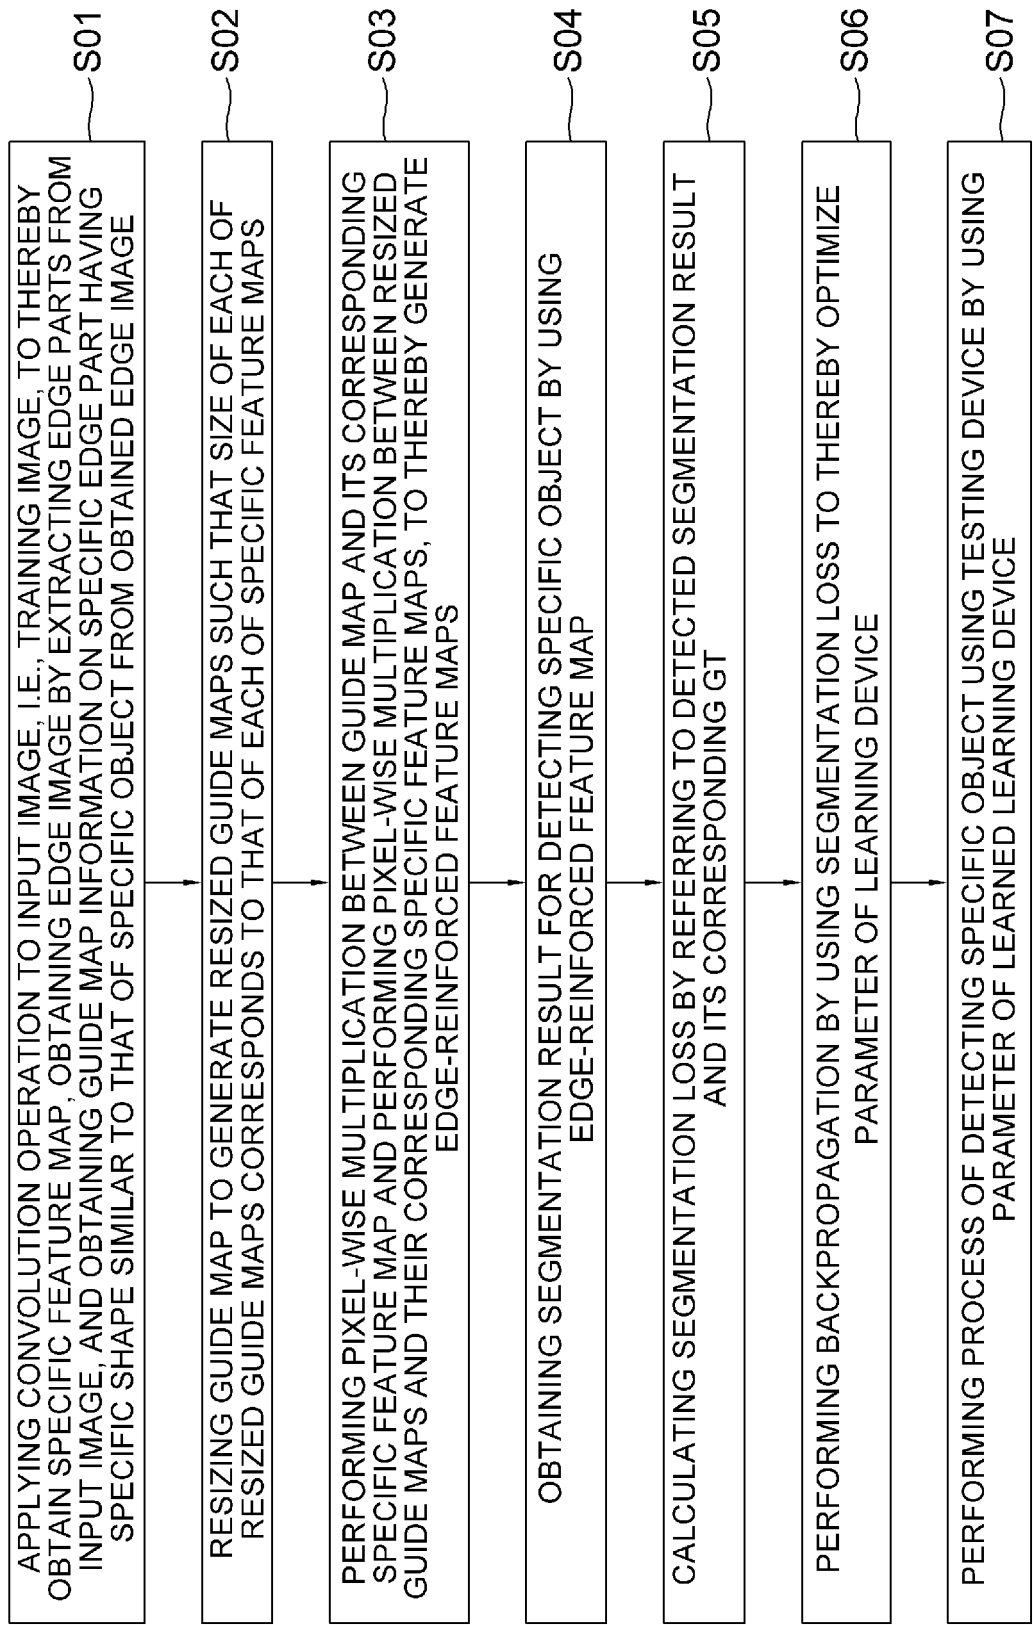 APPLYING CONVOLUTION OPERATION TO INPUT IMAGE, I.E., TRAINING IMAGE, TO THEREBY
OBTAIN SPECIFIC FEATURE MAP, OBTAINING EDGE IMAGE BY EXTRACTING EDGE PARTS FROM
INPUT IMAGE, AND OBTAINING GUIDE MAP INFORMATION ON SPECIFIC EDGE PART HAVING
SPECIFIC SHAPE SIMILAR TO THAT OF SPECIFIC OBJECT FROM OBTAINED EDGE IMAGE
S01
RESIZING GUIDE MAP TO GENERATE RESIZED GUIDE MAPS SUCH THAT SIZE OF EACH OF
RESIZED GUIDE MAPS CORRESPONDS TO THAT OF EACH OF SPECIFIC FEATURE MAPS
S02
PERFORMING PIXEL-WISE MULTIPLICATION BETWEEN GUIDE MAP AND ITS CORRESPONDING
SPECIFIC FEATURE MAP AND PERFORMING PIXEL-WISE MULTIPLICATION BETWEEN RESIZED
GUIDE MAPS AND THEIR CORRESPONDING SPECIFIC FEATURE MAPS, TO THEREBY GENERATE
EDGE-REINFORCED FEATURE MAPS
S03
OBTAINING SEGMENTATION RESULT FOR DETECTING SPECIFIC OBJECT BY USING
EDGE-REINFORCED FEATURE MAP
S04
CALCULATING SEGMENTATION LOSS BY REFERRING TO DETECTED SEGMENTATION RESULT
AND ITS CORRESPONDING GT
S05
PERFORMING BACKPROPAGATION BY USING SEGMENTATION LOSS TO THEREBY OPTIMIZE
PARAMETER OF LEARNING DEVICE
S06
PERFORMING PROCESS OF DETECTING SPECIFIC OBJECT USING TESTING DEVICE BY USING
PARAMETER OF LEARNED LEARNING DEVICE
S07